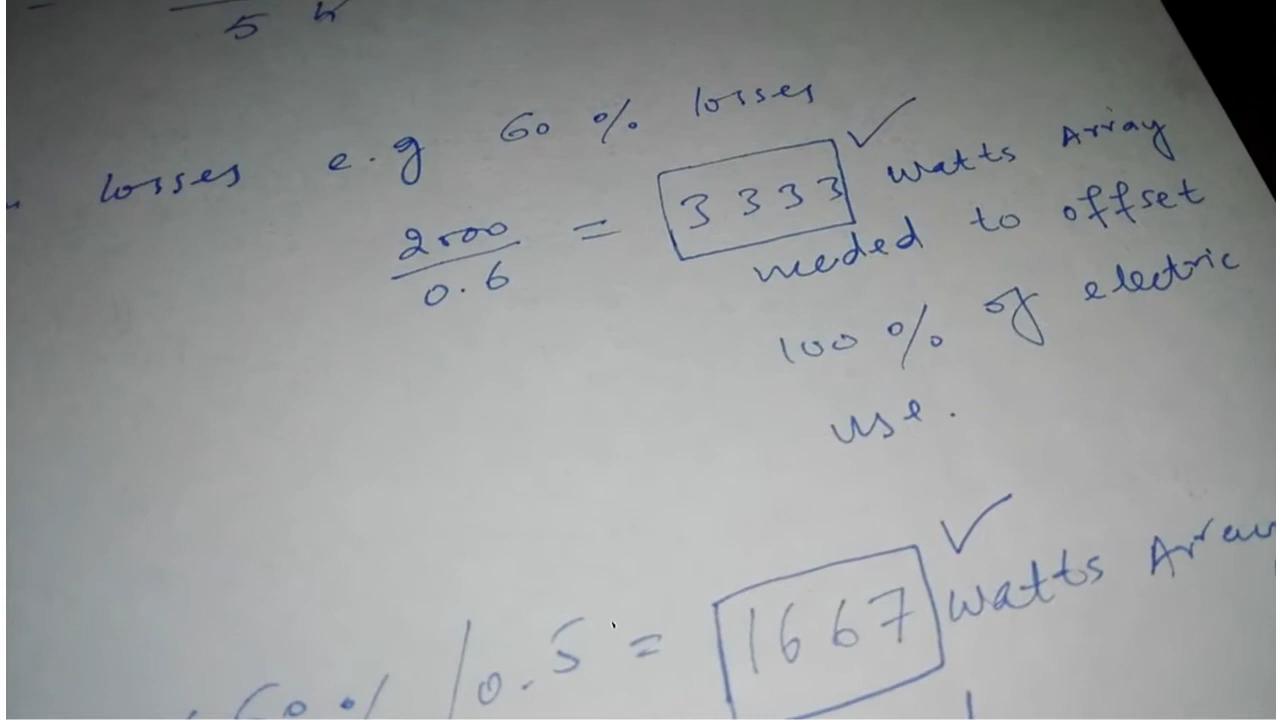 5 h
losses e.g 60 % losses
2000 / 0.6 = 3333 watts Array
needed to offset
100 % of electric
use.
/0.5 = 1667 watts Array